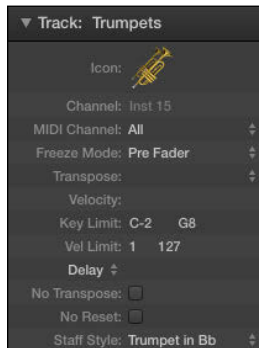 Track: Trumpets
Icon:
Channel: Inst 15
MIDI Channel: All
Freeze Mode: Pre Fader
Transpose:
Velocity:
Key Limit: C-2 G8
Vel Limit: 1 127
Delay
No Transpose:
No Reset:
Staff Style: Trumpet in Bb